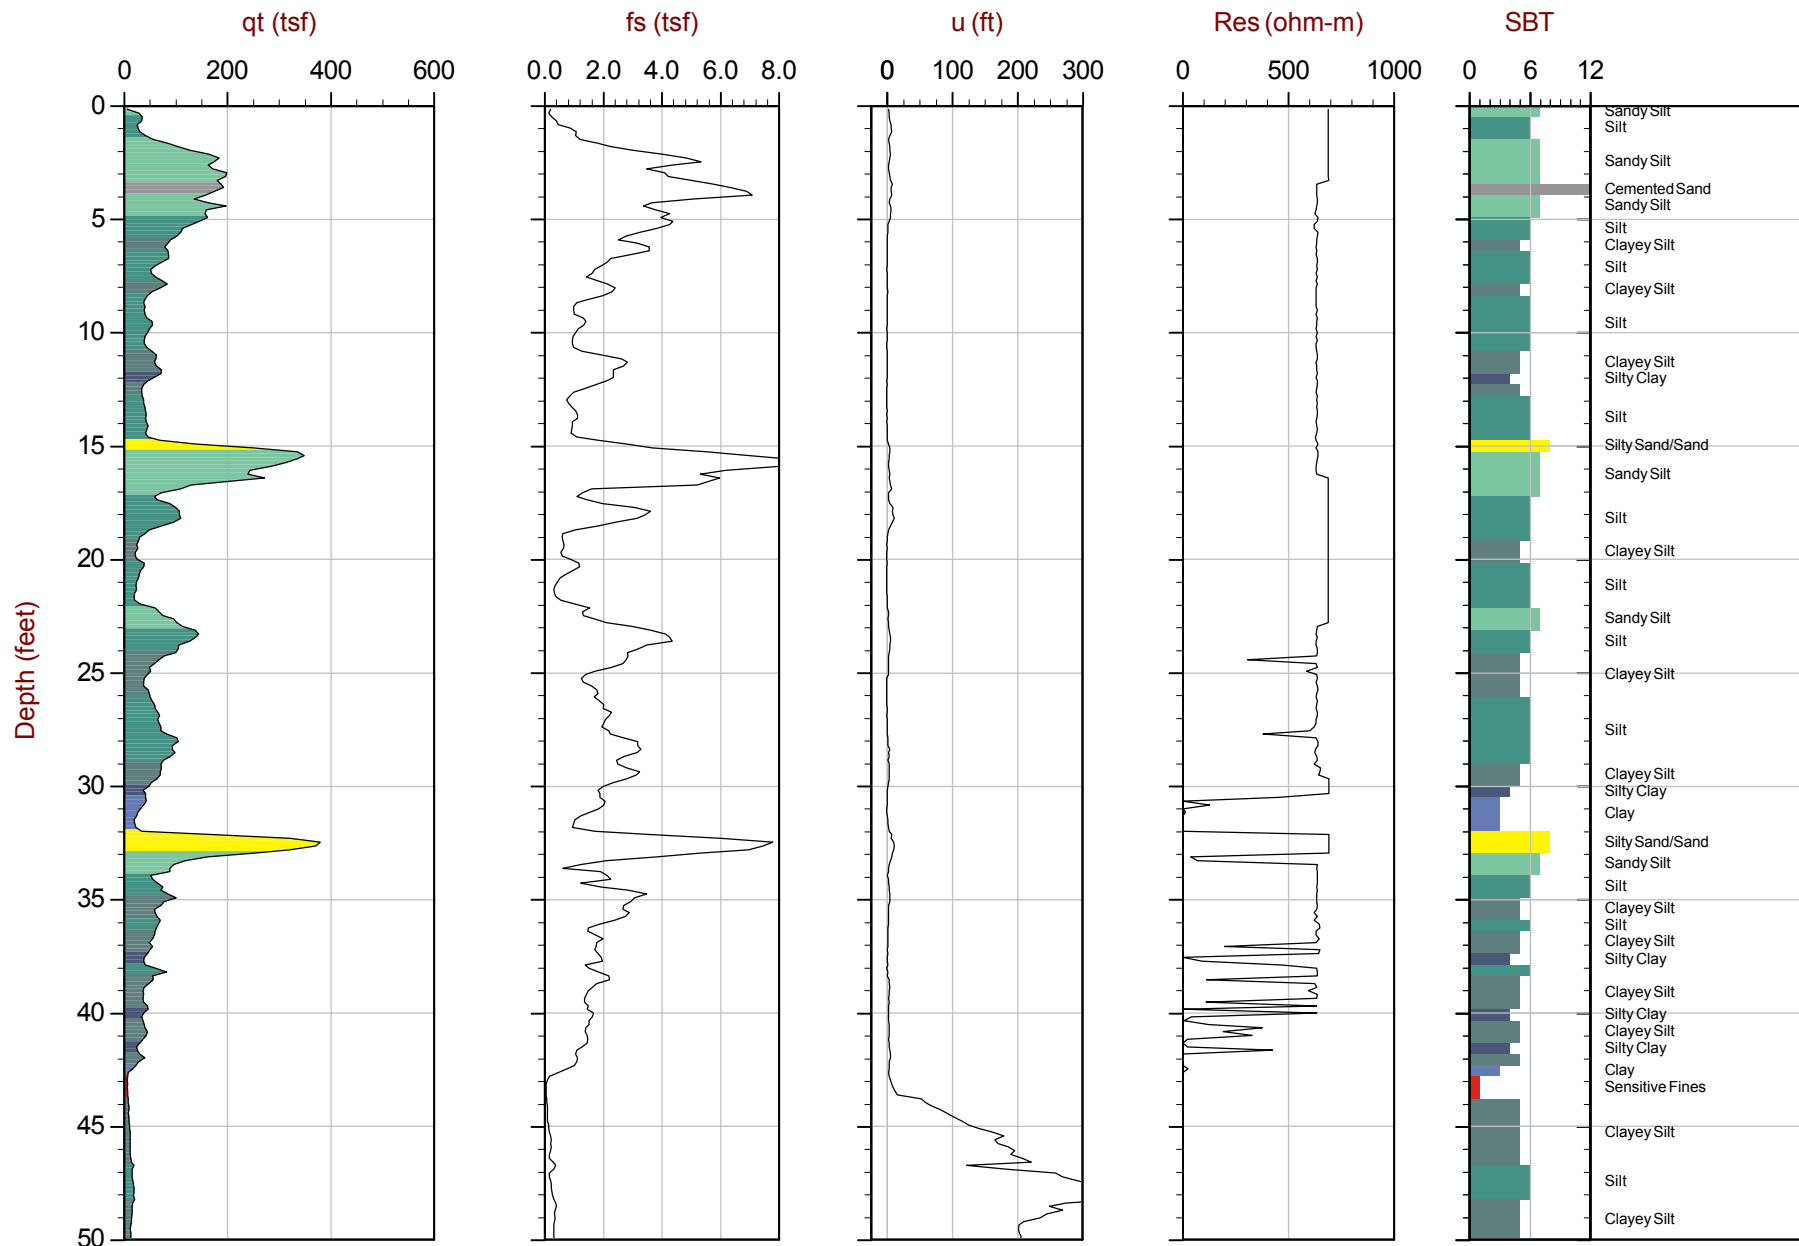 qt (tsf) fs (tsf) u (ft) Res (ohm-m) SBT
0 200 400 600 0.0 2.0 4.0 6.0 8.0 0 100 200 300 0 500 1000 0 6 12
0
Sandy Silt
Silt
Sandy Silt
Cemented Sand
Sandy Silt
5
Silt
Clayey Silt
Silt
Clayey Silt
Silt
10
Clayey Silt
Silty Clay
Silt
15
Silty Sand/Sand
Sandy Silt
Silt
Clayey Silt
20
Silt
Sandy Silt
Silt
25
Clayey Silt
Depth (feet)
Silt
Clayey Silt
30
Silty Clay
Clay
Silty Sand/Sand
Sandy Silt
Silt
35
Clayey Silt
Silt
Clayey Silt
Silty Clay
Clayey Silt
40
Silty Clay
Clayey Silt
Silty Clay
Clay
Sensitive Fines
45
Clayey Silt
Silt
Clayey Silt
50